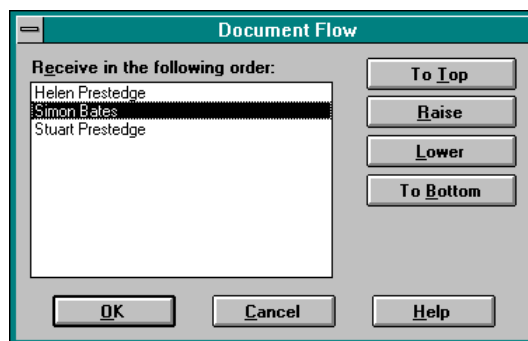 Document Flow
Receive in the following order:
Helen Prestedge
Simon Bates
Stuart Prestedge
To Top
Raise
Lower
To Bottom
OK
Cancel
Help